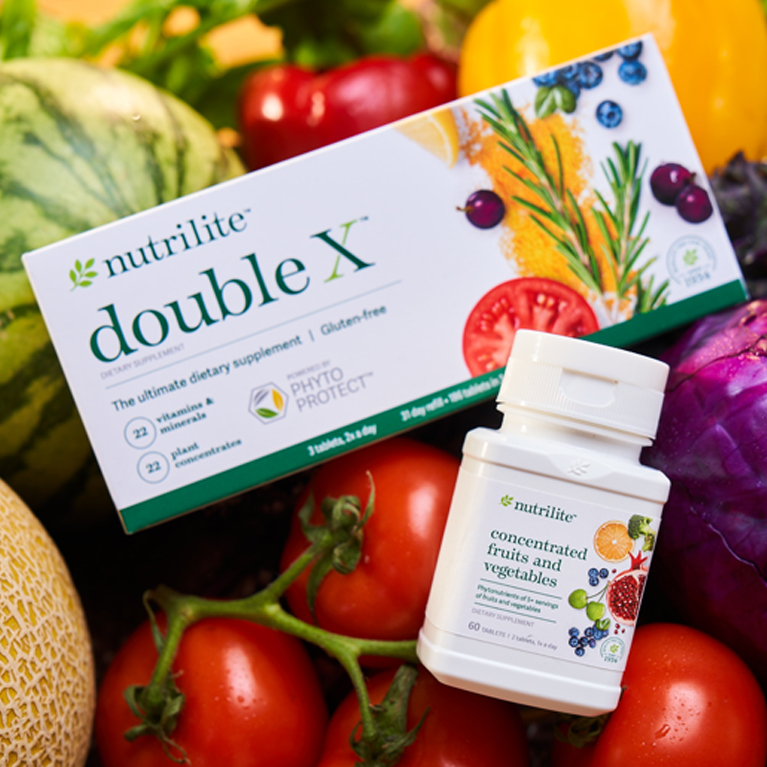 nutrilite™
double X™
DIETARY SUPPLEMENT
The ultimate dietary supplement | Gluten-free
22 vitamins &
minerals
22 plant
concentrates
POWERED BY
PHYTO
PROTECT™
3 tablets, 2x a day
31 day refill • 186 tablets in
nutrilite™
concentrated
fruits and
vegetables
Phytonutrients of 5+ servings
of fruits and vegetables
DIETARY SUPPLEMENT
60 TABLETS | 2 tablets, 1x a day